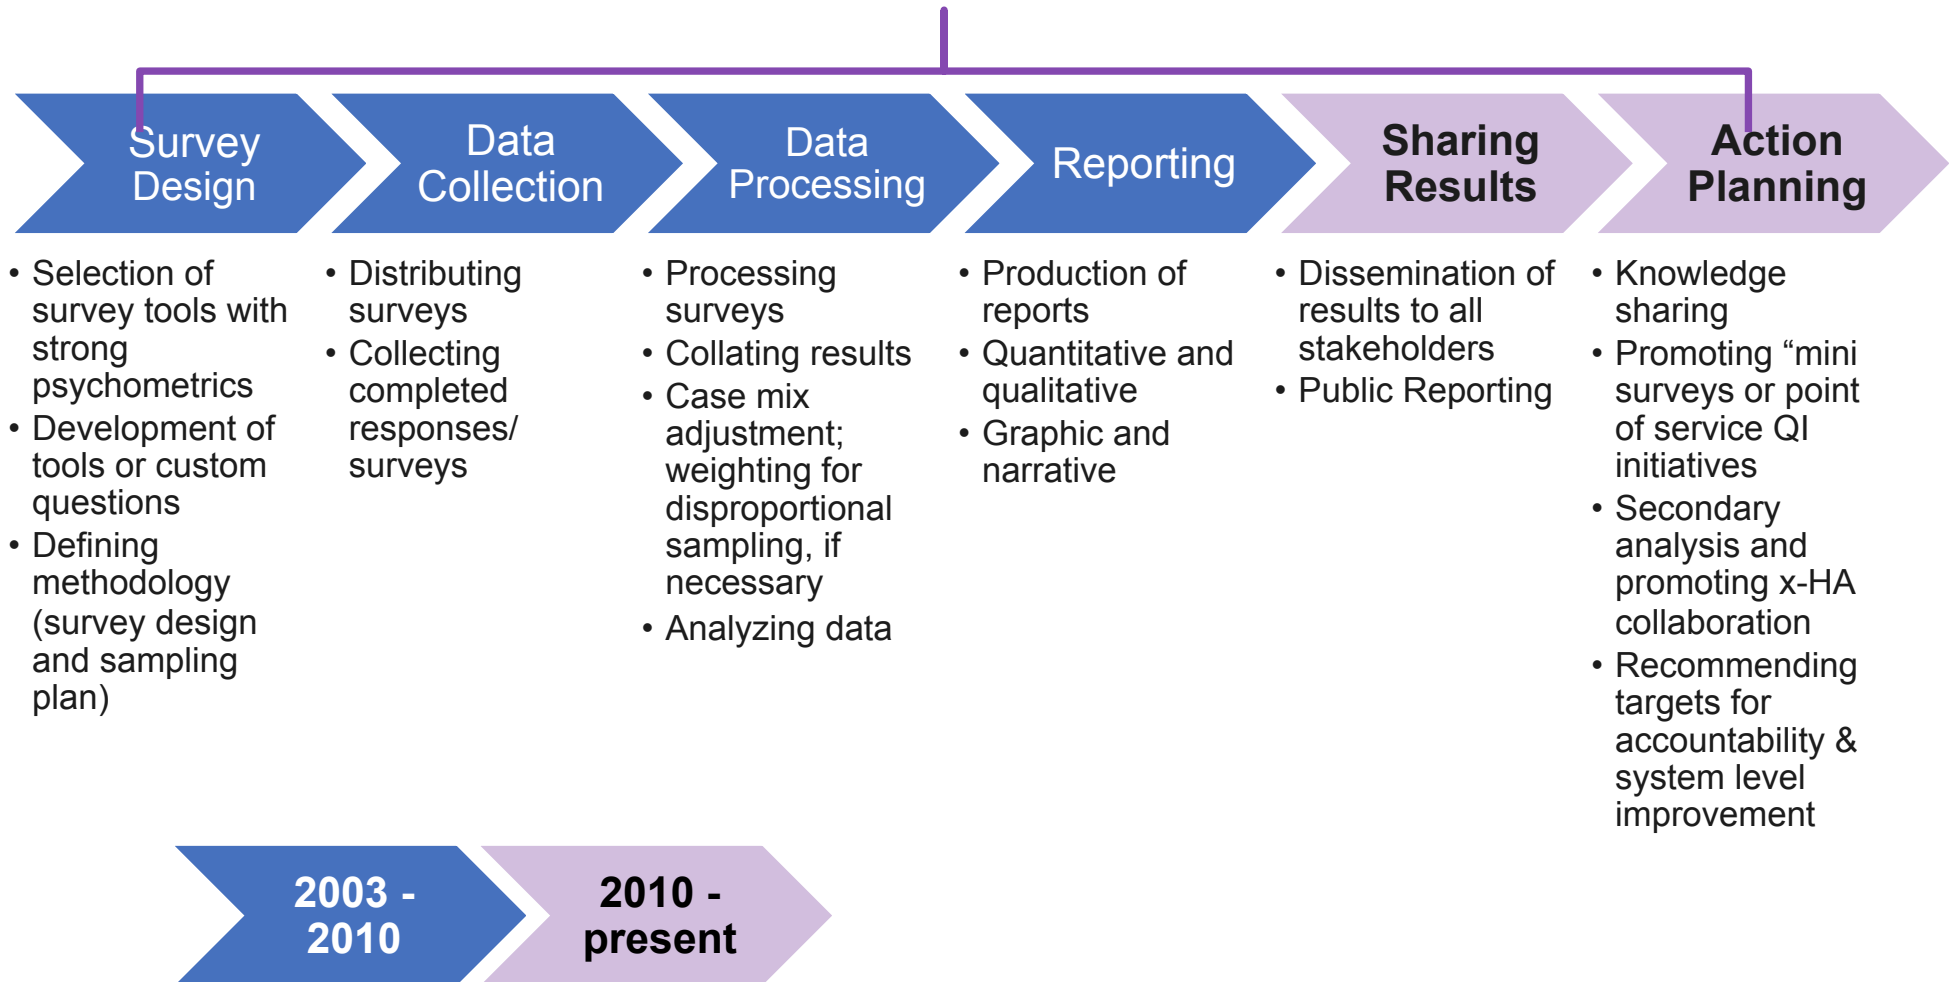 Survey
Design
Data
Collection
Data
Processing
Reporting
Sharing
Results
Action
Planning
• Selection of
survey tools with
strong
psychometrics
• Development of
tools or custom
questions
• Defining
methodology
(survey design
and sampling
plan)
• Distributing
surveys
• Collecting
completed
responses/
surveys
• Processing
surveys
• Collating results
• Case mix
adjustment;
weighting for
disproportional
sampling, if
necessary
• Analyzing data
• Production of
reports
• Quantitative and
qualitative
• Graphic and
narrative
• Dissemination of
results to all
stakeholders
• Public Reporting
• Knowledge
sharing
• Promoting “mini
surveys or point
of service QI
initiatives
• Secondary
analysis and
promoting x-HA
collaboration
• Recommending
targets for
accountability &
system level
improvement
2003 -
2010
2010 -
present